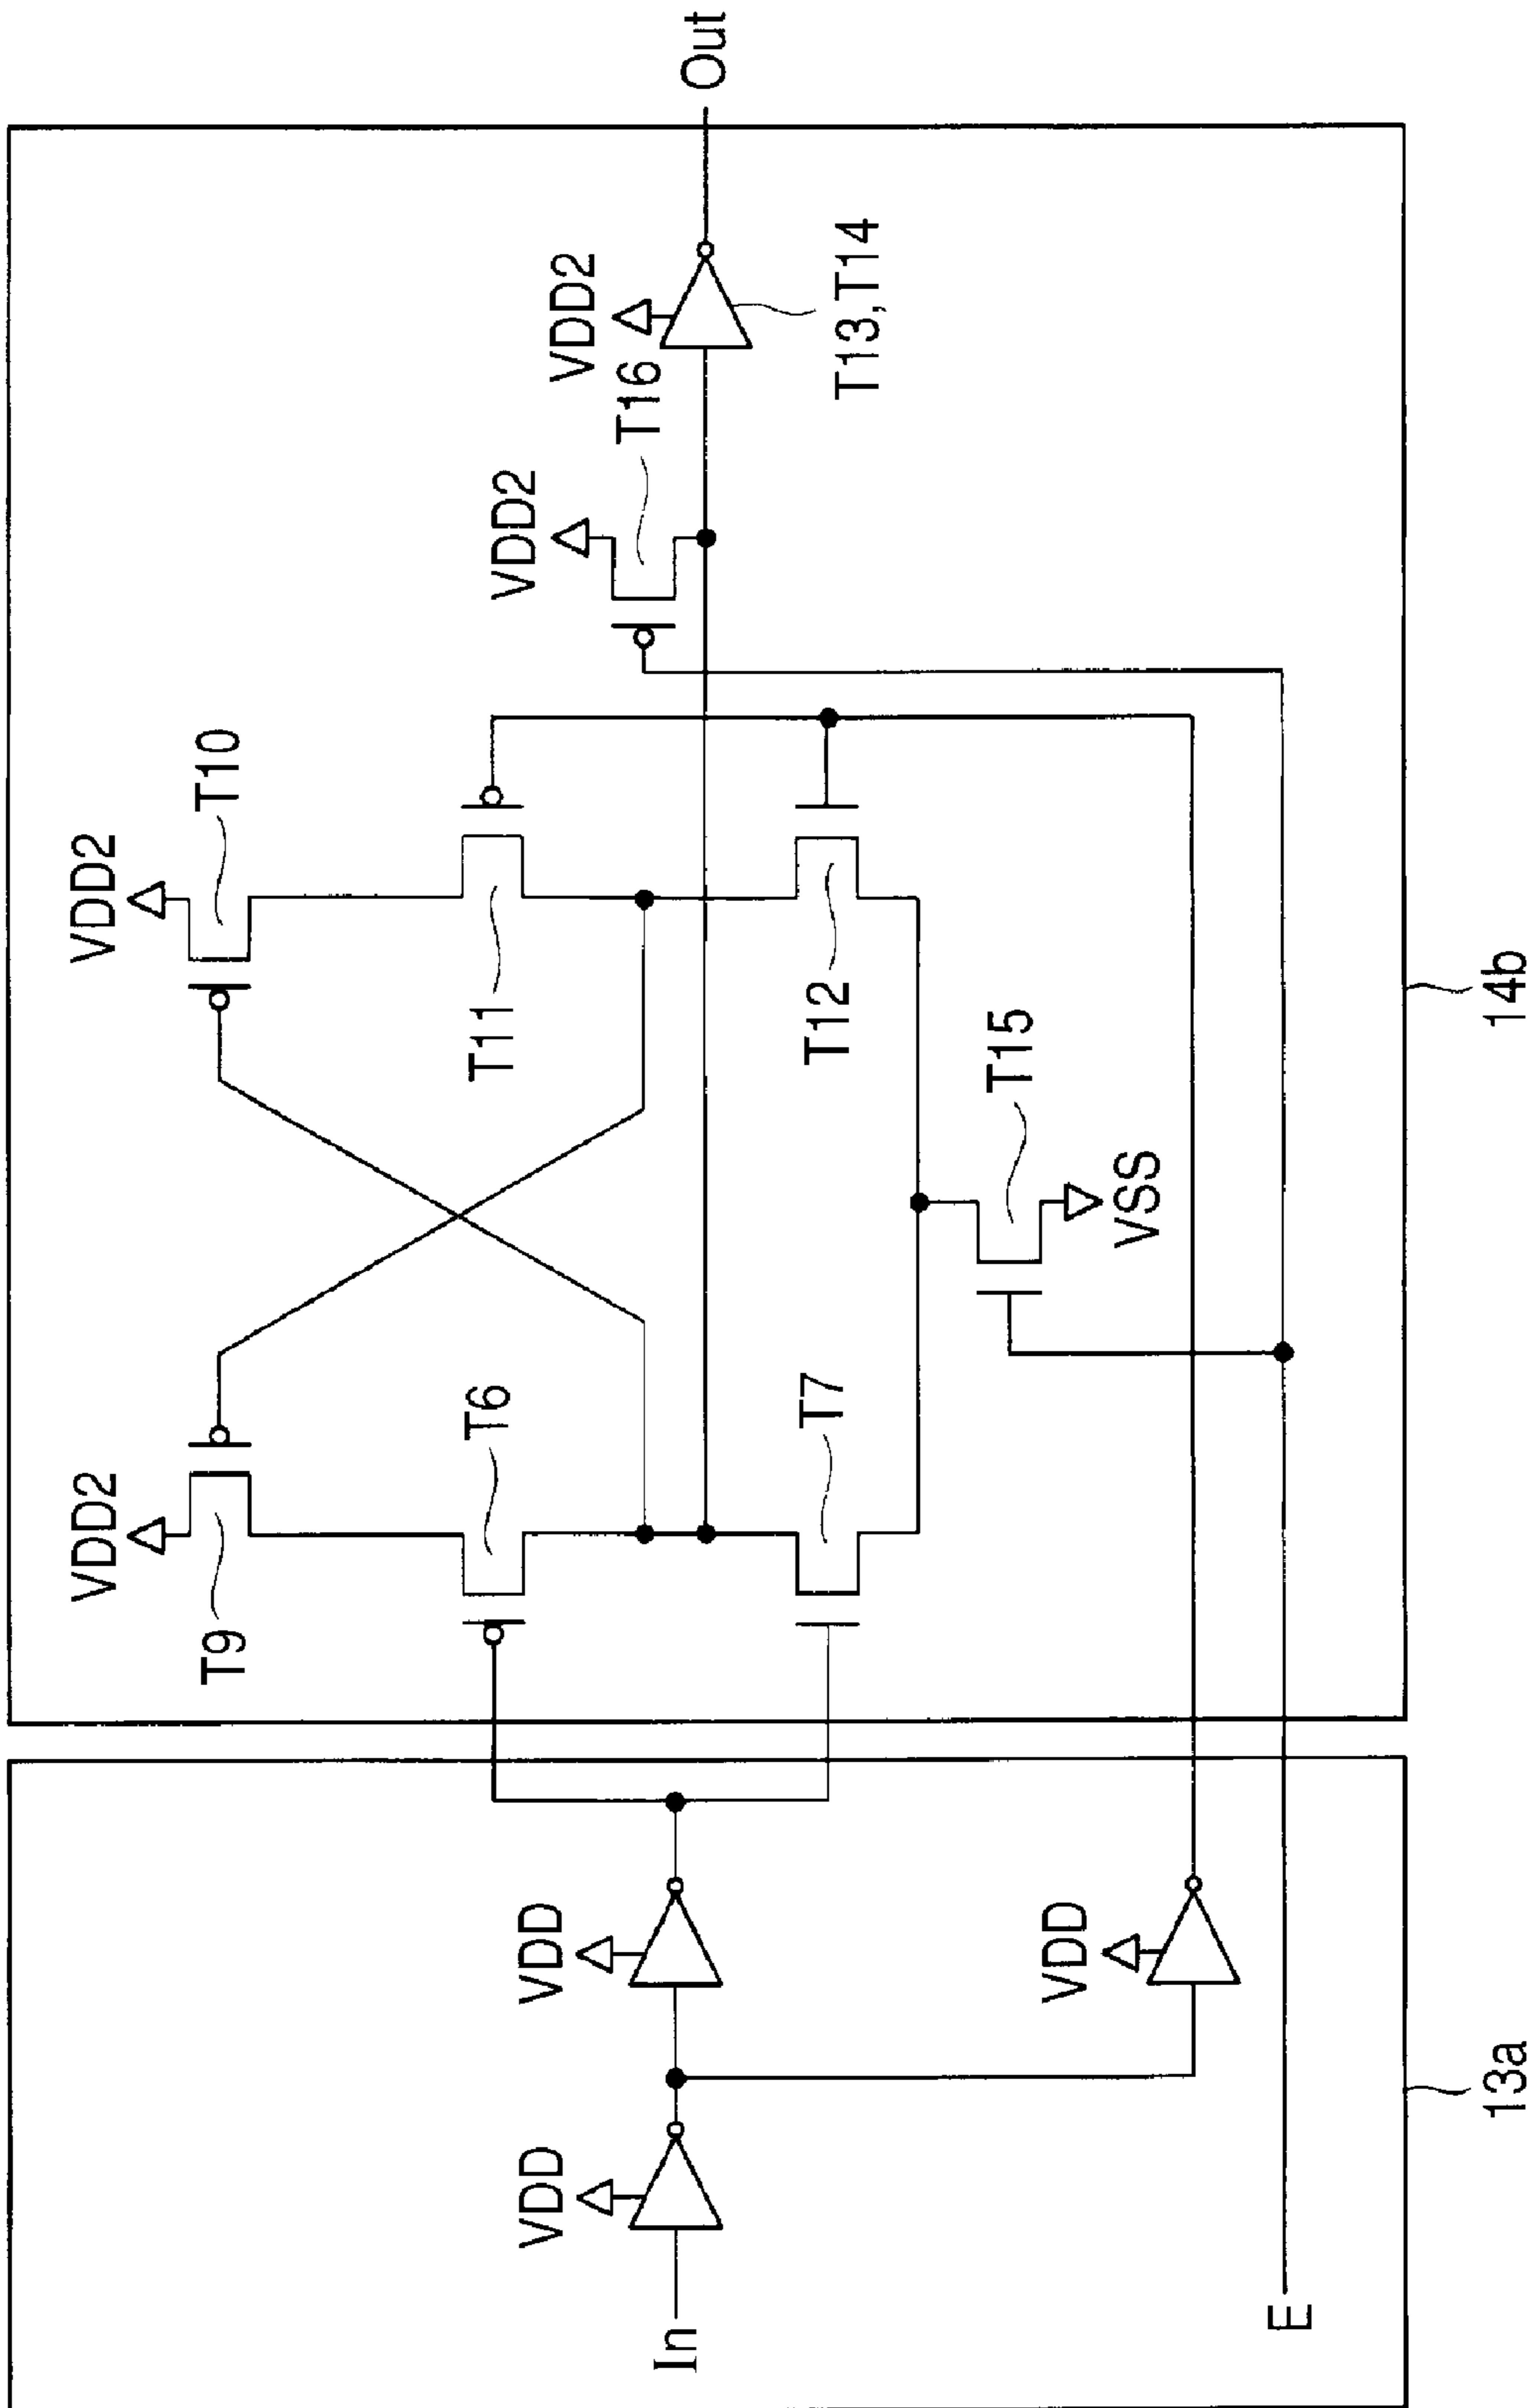 VDD2
VDD2
T9
T10
T6
T11
VDD2
VDD2
T16
Out
In
VDD
VDD
T7
T12
T13,T14
T15
VSS
VDD
E
13a
14b